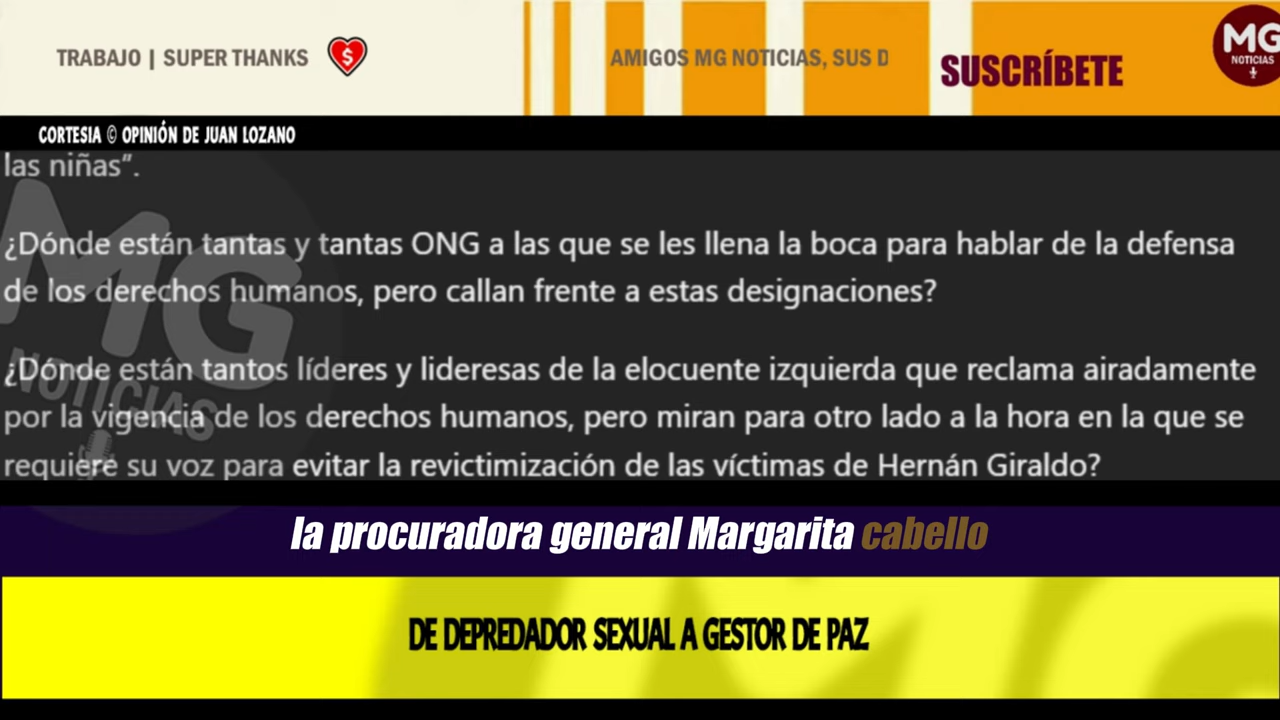 TRABAJO | SUPER THANKS
AMIGOS MG NOTICIAS, SUS D
SUSCRÍBETE
MG
NOTICIAS
CORTESIA © OPINIÓN DE JUAN LOZANO
las niñas”.
¿Dónde están tantas y tantas ONG a las que se les llena la boca para hablar de la defensa
de los derechos humanos, pero callan frente a estas designaciones?
¿Dónde están tantos líderes y lideresas de la elocuente izquierda que reclama airadamente
por la vigencia de los derechos humanos, pero miran para otro lado a la hora en la que se
requiere su voz para evitar la revictimización de las víctimas de Hernán Giraldo?
MG
NOTICIAS
la procuradora general Margarita cabello
DE DEPREDADOR SEXUAL A GESTOR DE PAZ